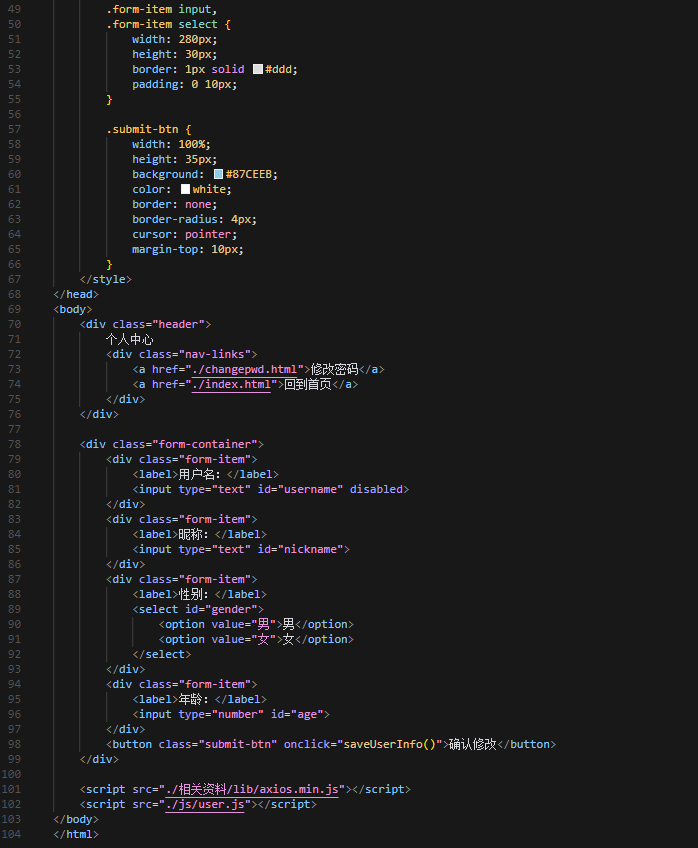 49 .form-item input,
50 .form-item select {
51 width: 280px;
52 height: 30px;
53 border: 1px solid #ddd;
54 padding: 0 10px;
55 }
56
57 .submit-btn {
58 width: 100%;
59 height: 35px;
60 background: #87CEEB;
61 color: white;
62 border: none;
63 border-radius: 4px;
64 cursor: pointer;
65 margin-top: 10px;
66 }
67 </style>
68 </head>
69 <body>
70 <div class="header">
71 个人中心
72 <div class="nav-links">
73 <a href="./changepwd.html">修改密码</a>
74 <a href="./index.html">回到首页</a>
75 </div>
76 </div>
77
78 <div class="form-container">
79 <div class="form-item">
80 <label>用户名：</label>
81 <input type="text" id="username" disabled>
82 </div>
83 <div class="form-item">
84 <label>昵称：</label>
85 <input type="text" id="nickname">
86 </div>
87 <div class="form-item">
88 <label>性别：</label>
89 <select id="gender">
90 <option value="男">男</option>
91 <option value="女">女</option>
92 </select>
93 </div>
94 <div class="form-item">
95 <label>年龄：</label>
96 <input type="number" id="age">
97 </div>
98 <button class="submit-btn" onclick="saveUserInfo()">确认修改</button>
99 </div>
100
101 <script src="./相关资料/lib/axios.min.js"></script>
102 <script src="./js/user.js"></script>
103 </body>
104 </html>